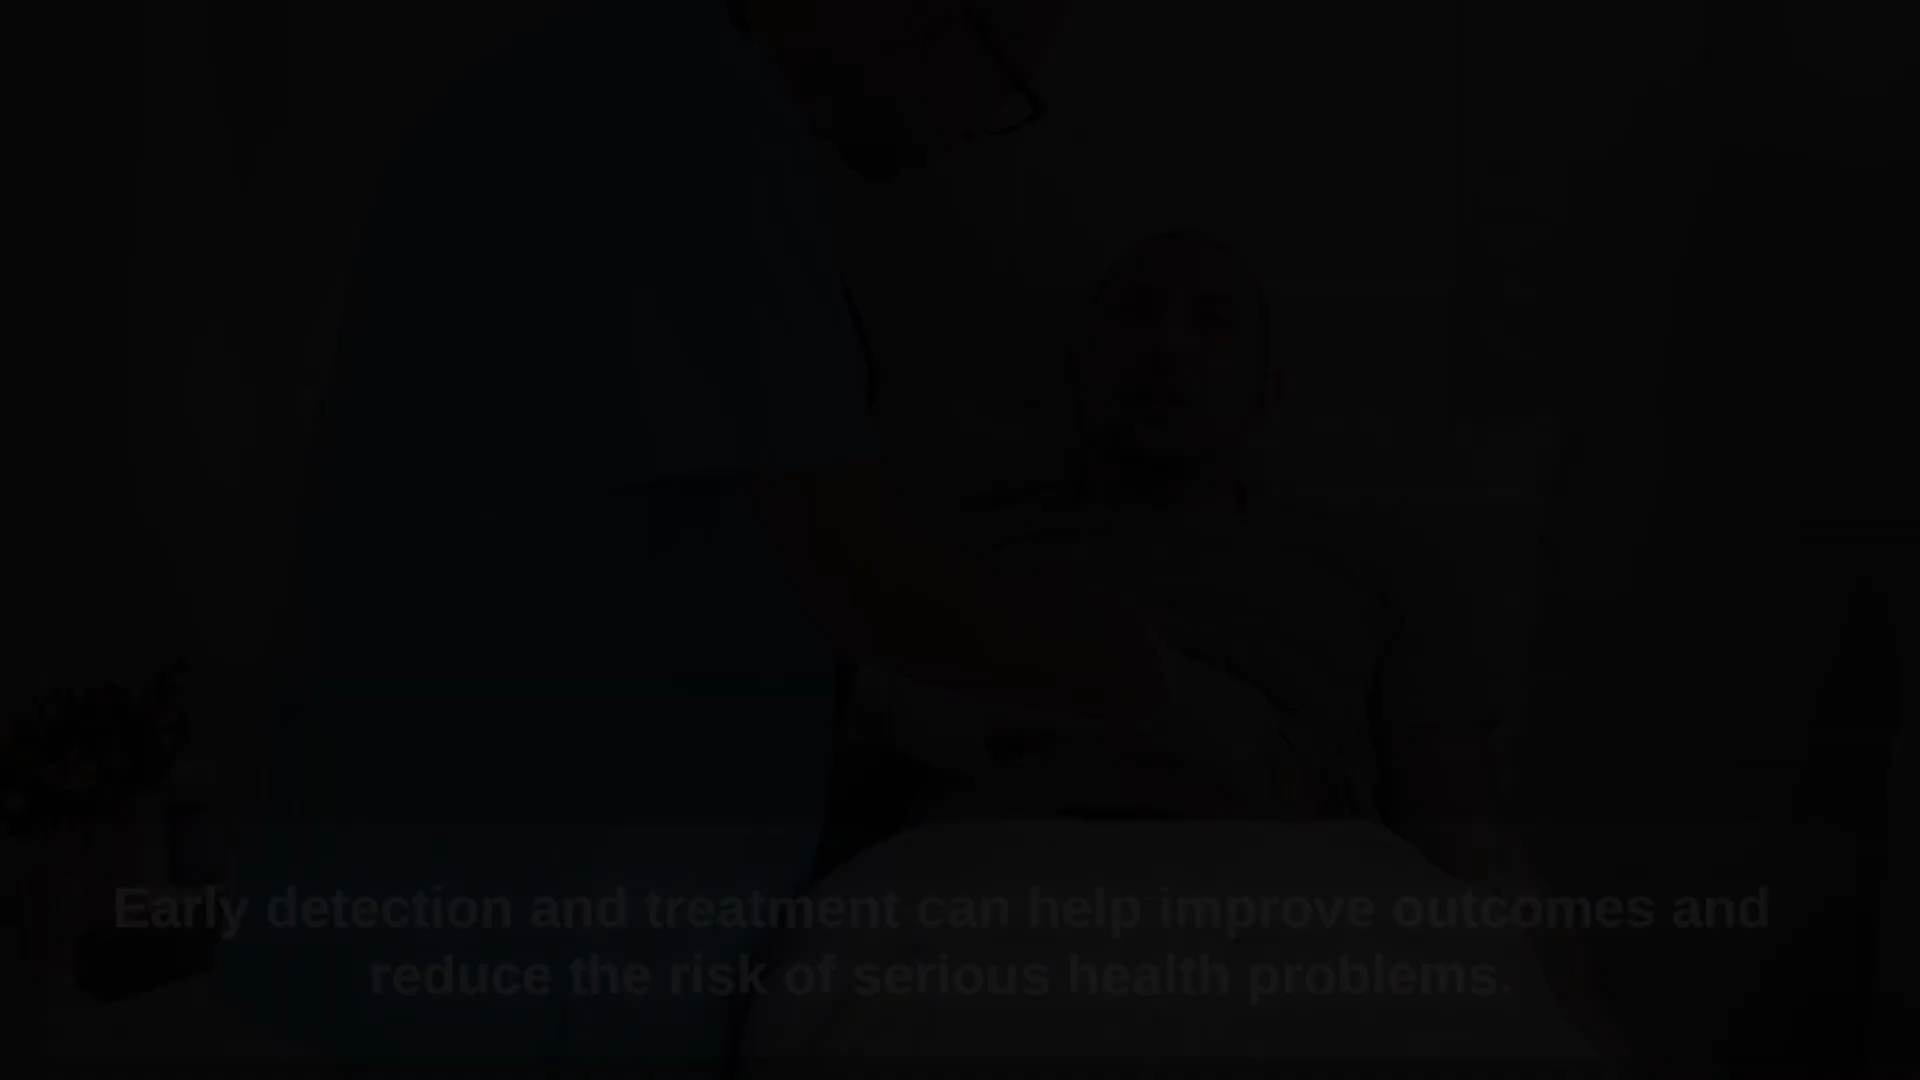 Early detection and treatment can help improve outcomes and
reduce the risk of serious health problems.